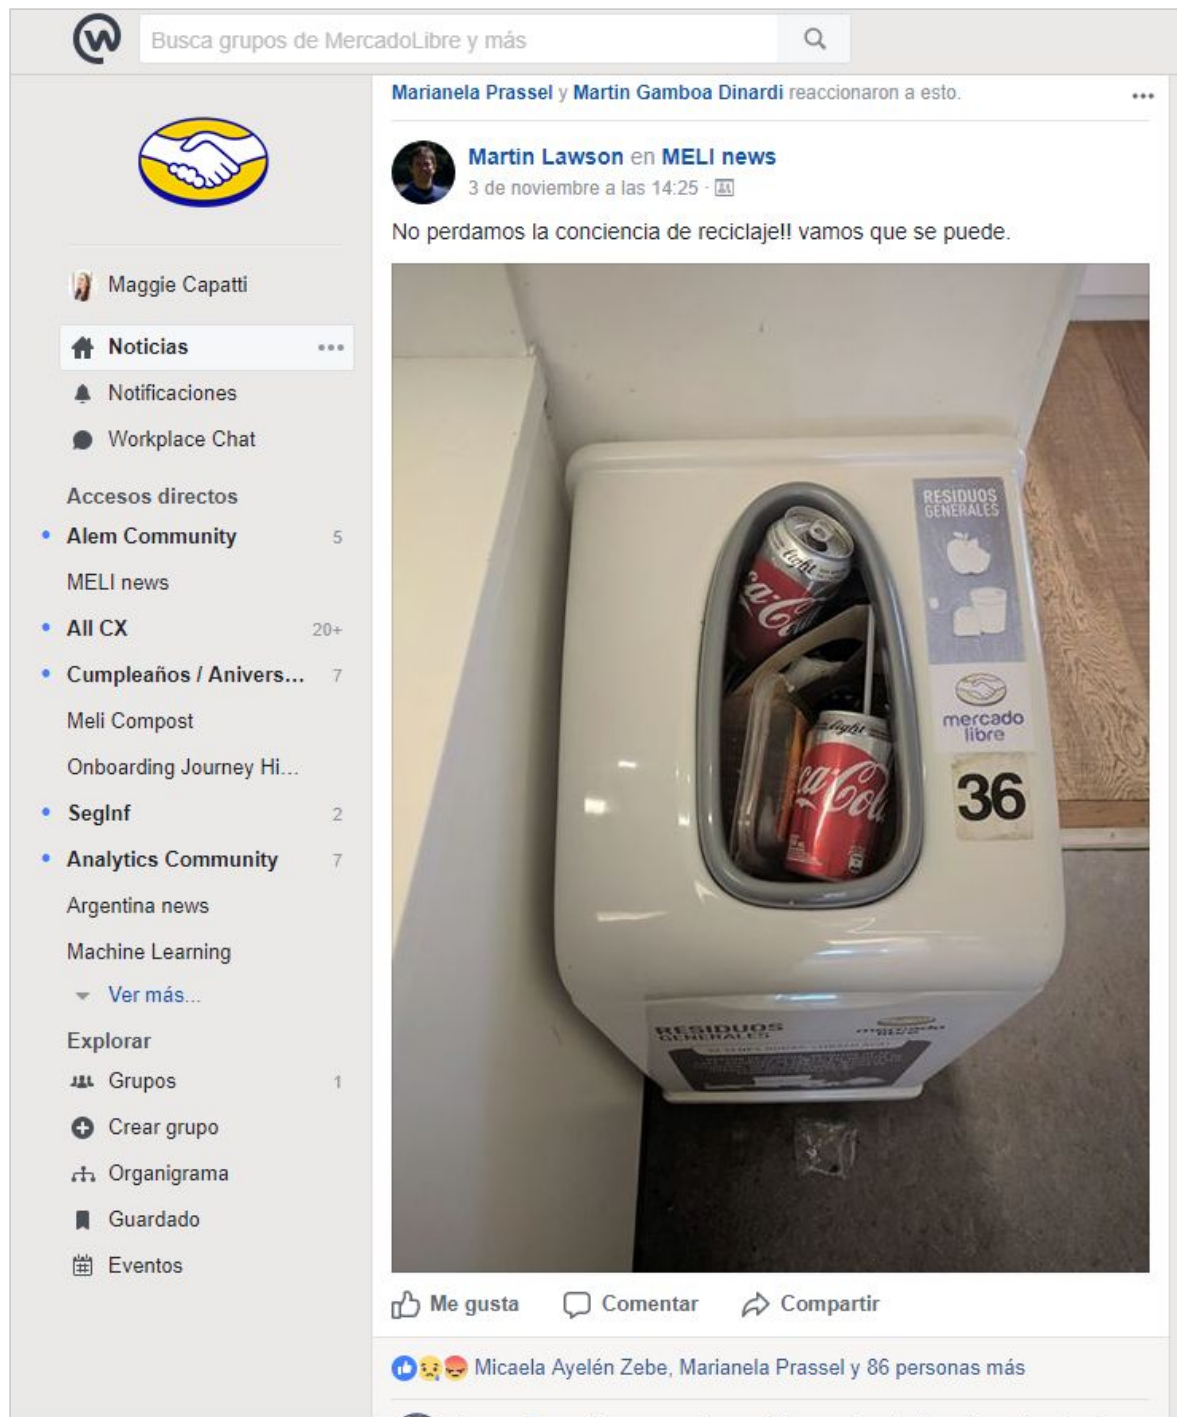 Busca grupos de MercadoLibre y más
Maggie Capatti
Noticias
Notificaciones
Workplace Chat
Accesos directos
Alem Community 5
MELI news
All CX 20+
Cumpleaños / Anivers... 7
Meli Compost
Onboarding Journey Hi...
SegInf 2
Analytics Community 7
Argentina news
Machine Learning
Ver más...
Explorar
Grupos 1
Crear grupo
Organigrama
Guardado
Eventos
Marianela Prassel y Martin Gamboa Dinardi reaccionaron a esto.
Martin Lawson en MELI news
3 de noviembre a las 14:25
No perdamos la conciencia de reciclaje!! vamos que se puede.
RESIDUOS
GENERALES
light
Coca-Cola
mercado
libre
36
light
Coca-Cola
RESIDUOS
GENERALES
mercado
libre
Me gusta Comentar Compartir
Micaela Ayelén Zebe, Marianela Prassel y 86 personas más